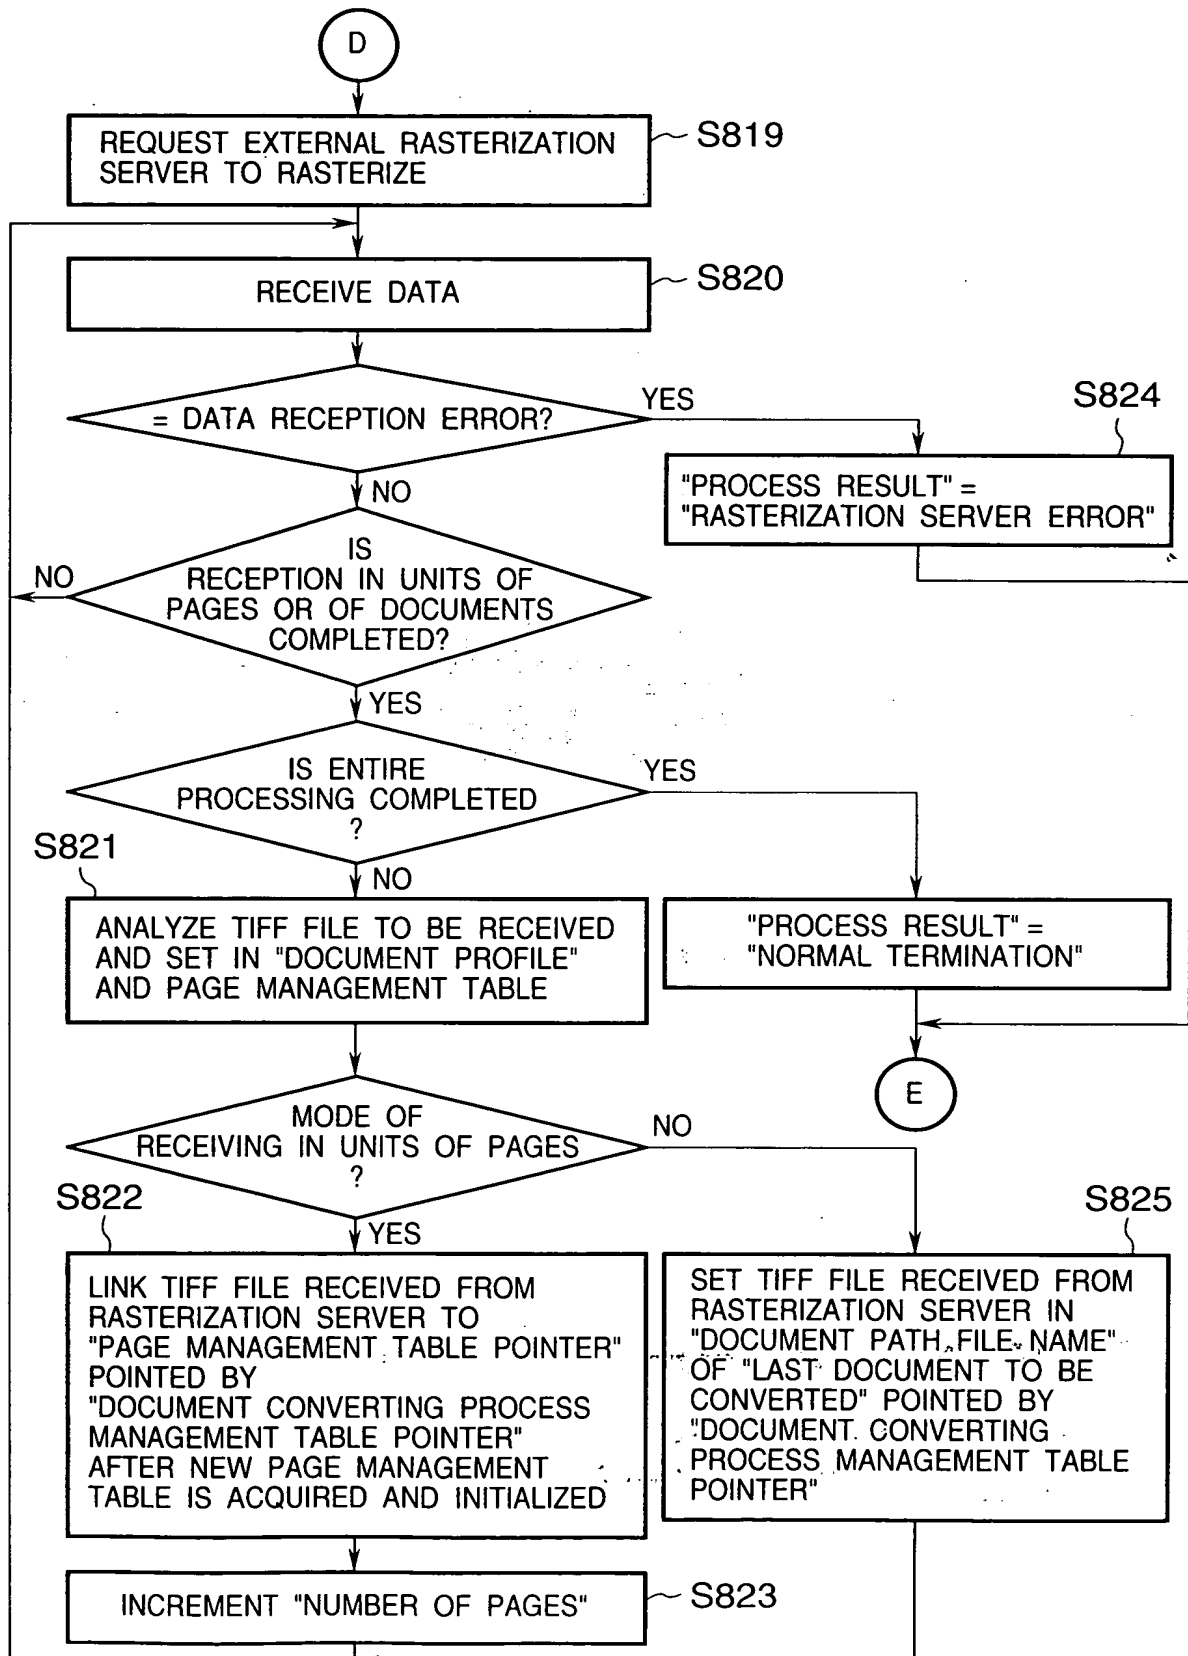 D
REQUEST EXTERNAL RASTERIZATION
SERVER TO RASTERIZE
S819
RECEIVE DATA
S820
= DATA RECEPTION ERROR?
YES
S824
"PROCESS RESULT" =
"RASTERIZATION SERVER ERROR"
NO
IS
RECEPTION IN UNITS OF
PAGES OR OF DOCUMENTS
COMPLETED?
NO
YES
IS ENTIRE
PROCESSING COMPLETED
?
YES
S821
NO
ANALYZE TIFF FILE TO BE RECEIVED
AND SET IN "DOCUMENT PROFILE"
AND PAGE MANAGEMENT TABLE
"PROCESS RESULT" =
"NORMAL TERMINATION"
E
MODE OF
RECEIVING IN UNITS OF PAGES
?
NO
S822
YES
S825
LINK TIFF FILE RECEIVED FROM
RASTERIZATION SERVER TO
"PAGE MANAGEMENT TABLE POINTER"
POINTED BY
"DOCUMENT CONVERTING PROCESS
MANAGEMENT TABLE POINTER"
AFTER NEW PAGE MANAGEMENT
TABLE IS ACQUIRED AND INITIALIZED
SET TIFF FILE RECEIVED FROM
RASTERIZATION SERVER IN
"DOCUMENT PATH FILE NAME"
OF "LAST DOCUMENT TO BE
CONVERTED" POINTED BY
"DOCUMENT CONVERTING
PROCESS MANAGEMENT TABLE
POINTER"
INCREMENT "NUMBER OF PAGES"
S823